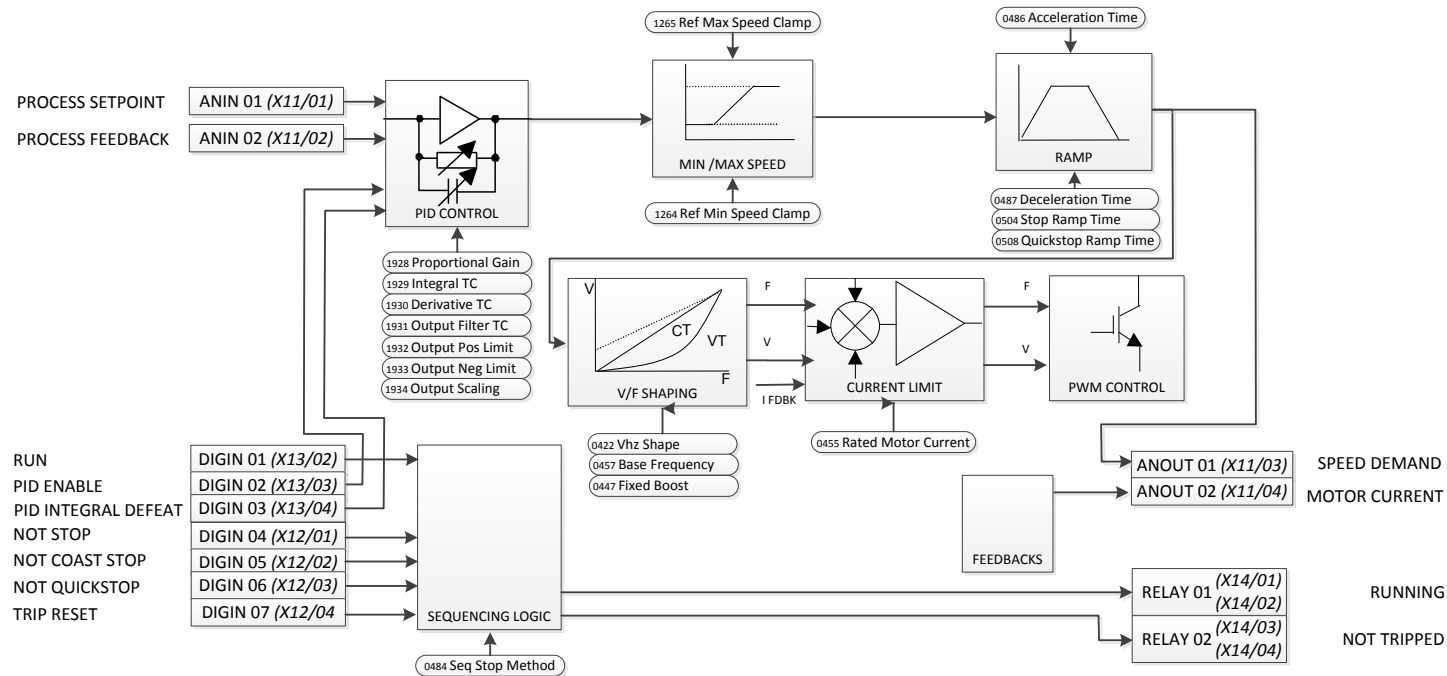 1265 Ref Max Speed Clamp
0486 Acceleration Time
PROCESS SETPOINT
ANIN 01 (X11/01)
PROCESS FEEDBACK
ANIN 02 (X11/02)
PID CONTROL
MIN /MAX SPEED
RAMP
1264 Ref Min Speed Clamp
0487 Deceleration Time
0504 Stop Ramp Time
0508 Quickstop Ramp Time
1928 Proportional Gain
1929 Integral TC
1930 Derivative TC
1931 Output Filter TC
1932 Output Pos Limit
1933 Output Neg Limit
1934 Output Scaling
V
CT
VT
F
V/F SHAPING
F
V
I FDBK
CURRENT LIMIT
F
V
PWM CONTROL
0422 Vhz Shape
0457 Base Frequency
0447 Fixed Boost
0455 Rated Motor Current
RUN
DIGIN 01 (X13/02)
PID ENABLE
DIGIN 02 (X13/03)
PID INTEGRAL DEFEAT
DIGIN 03 (X13/04)
NOT STOP
DIGIN 04 (X12/01)
NOT COAST STOP
DIGIN 05 (X12/02)
NOT QUICKSTOP
DIGIN 06 (X12/03)
TRIP RESET
DIGIN 07 (X12/04
SEQUENCING LOGIC
0484 Seq Stop Method
FEEDBACKS
ANOUT 01 (X11/03)
SPEED DEMAND
ANOUT 02 (X11/04)
MOTOR CURRENT
RELAY 01 (X14/01)
(X14/02)
RUNNING
RELAY 02 (X14/03)
(X14/04)
NOT TRIPPED